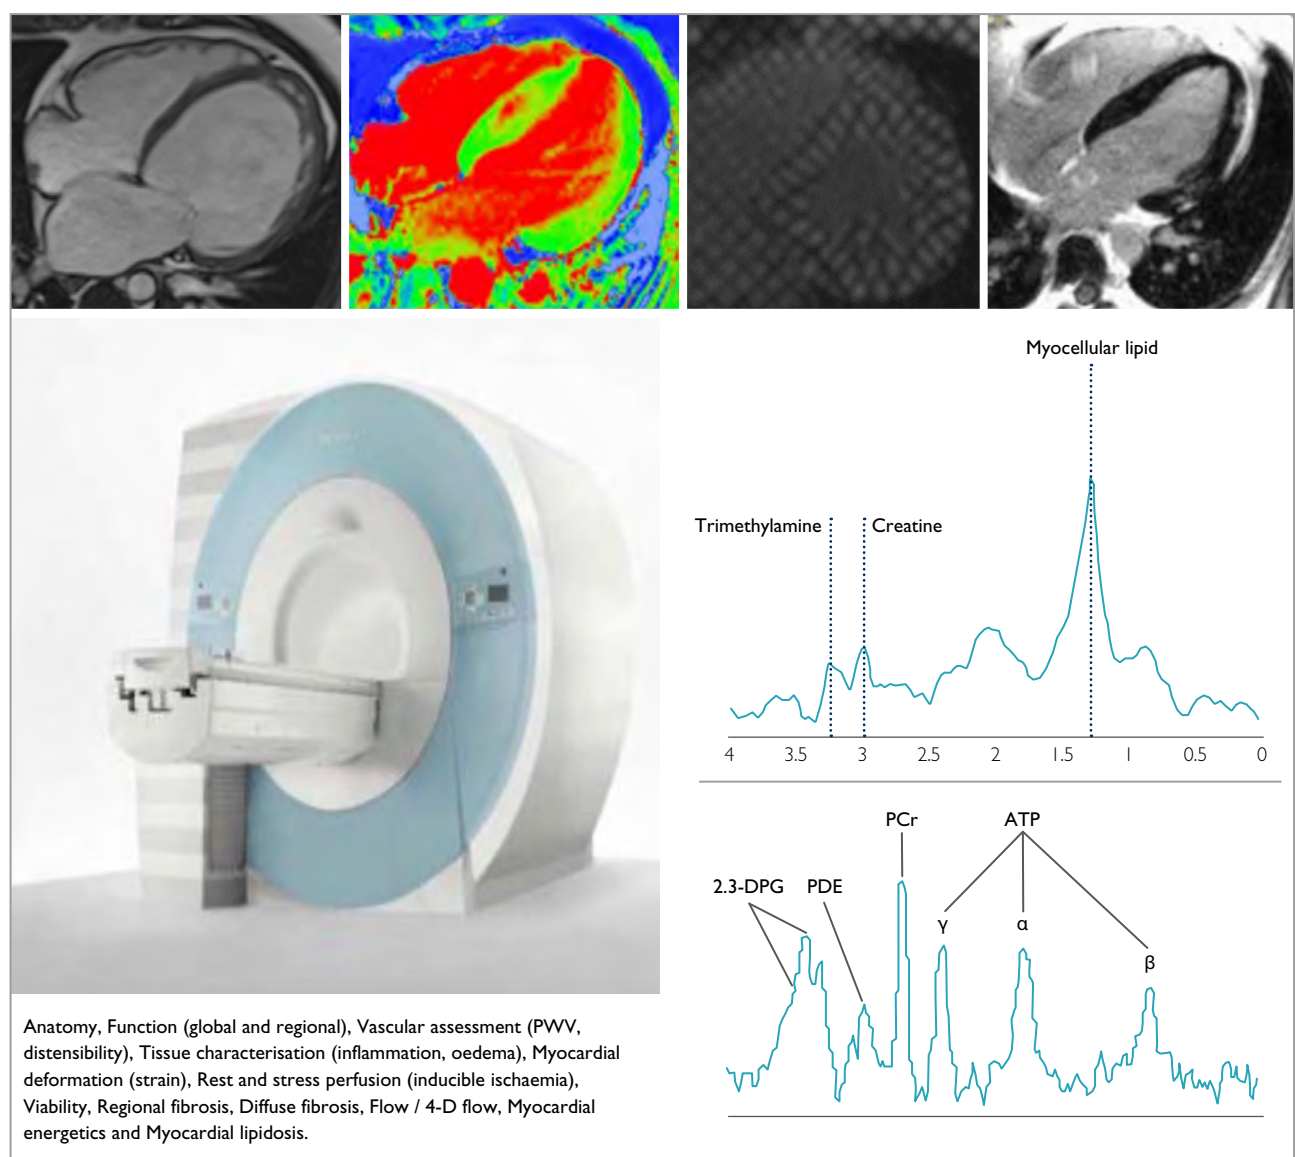 Myocellular lipid
Trimethylamine
Creatine
4 3.5 3 2.5 2 1.5 1 0.5 0
PCr
ATP
2.3-DPG
PDE
γ
α
β
Anatomy, Function (global and regional), Vascular assessment (PWV,
distensibility), Tissue characterisation (inflammation, oedema), Myocardial
deformation (strain), Rest and stress perfusion (inducible ischaemia),
Viability, Regional fibrosis, Diffuse fibrosis, Flow / 4-D flow, Myocardial
energetics and Myocardial lipidosis.